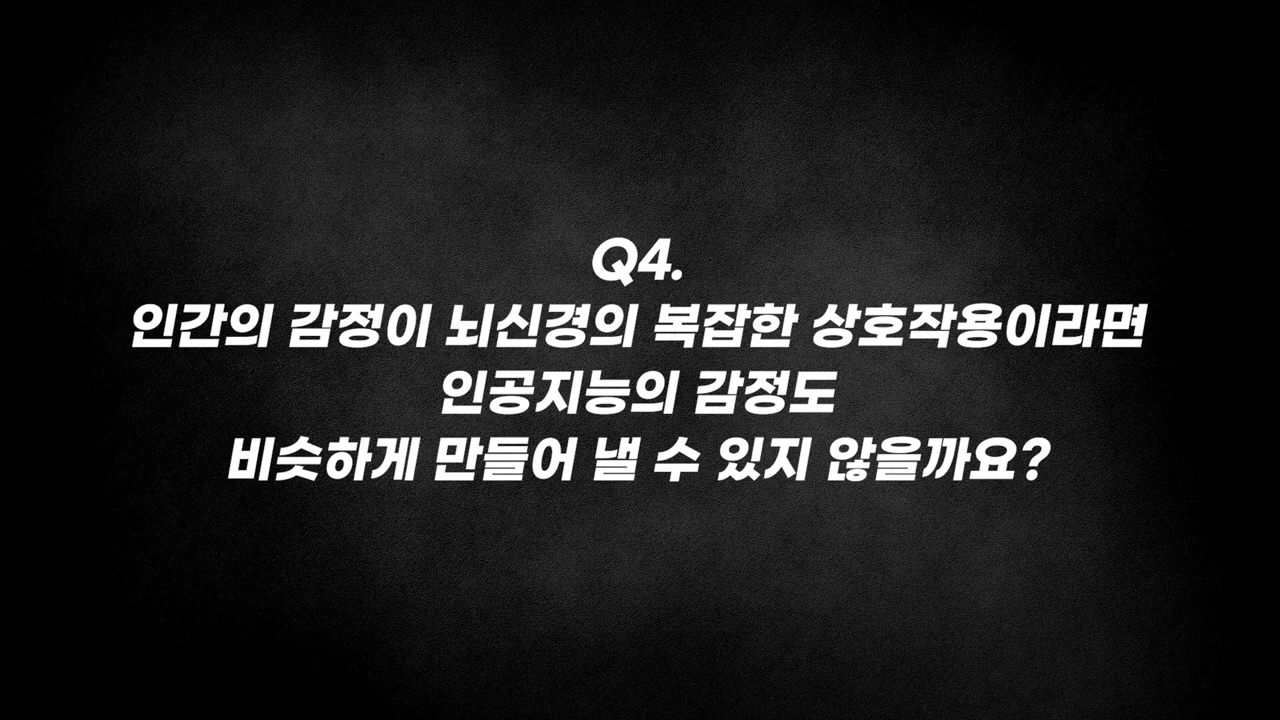 Q4.
인간의 감정이 뇌신경의 복잡한 상호작용이라면
인공지능의 감정도
비슷하게 만들어 낼 수 있지 않을까요?